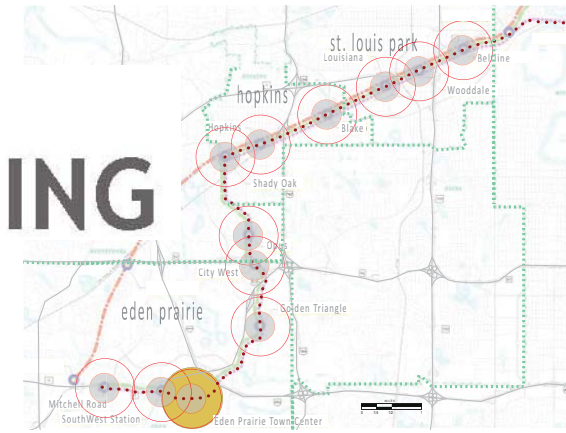 st. louis park
Louisiana
Beltline
Wooddale
hopkins
Hopkins
Blake
Shady Oak
ING
Opus
City West
eden prairie
Golden Triangle
Mitchell Road
SouthWest Station
Eden Prairie Town Center